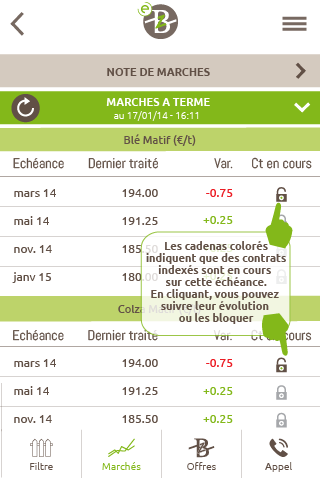 e
B
NOTE DE MARCHES
MARCHES A TERME
au 17/01/14 - 16:11
Blé Matif (€/t)
Echéance Dernier traité Var. Ct en cours
mars 14 194.00 -0.75
mai 14 191.25 +0.25
nov. 14 185.50
janv 15 180.00
Les cadenas colorés
indiquent que des contrats
indexés sont en cours
sur cette échéance.
En cliquant, vous pouvez
suivre leur évolution
ou les bloquer
Colza
Echéance Dernier traité Var. Ct en cours
mars 14 194.00 -0.75
mai 14 191.25 +0.25
nov. 14 185.50 +0.25
Filtre Marchés Offres Appel